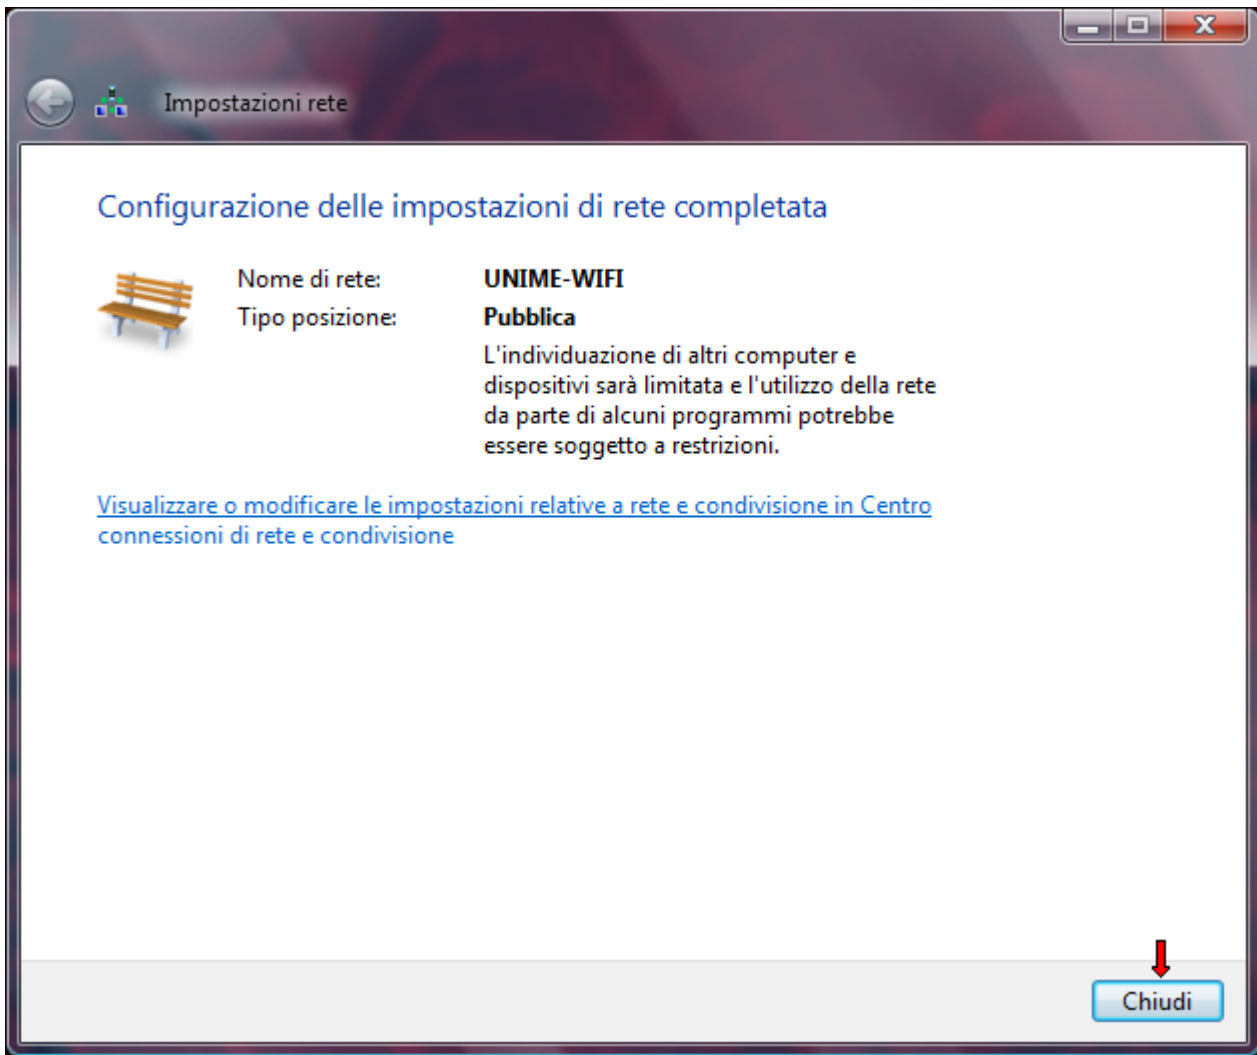 Impostazioni rete
Configurazione delle impostazioni di rete completata
Nome di rete: UNIME-WIFI
Tipo posizione: Pubblica
L'individuazione di altri computer e
dispositivi sarà limitata e l'utilizzo della rete
da parte di alcuni programmi potrebbe
essere soggetto a restrizioni.
Visualizzare o modificare le impostazioni relative a rete e condivisione in Centro
connessioni di rete e condivisione
Chiudi